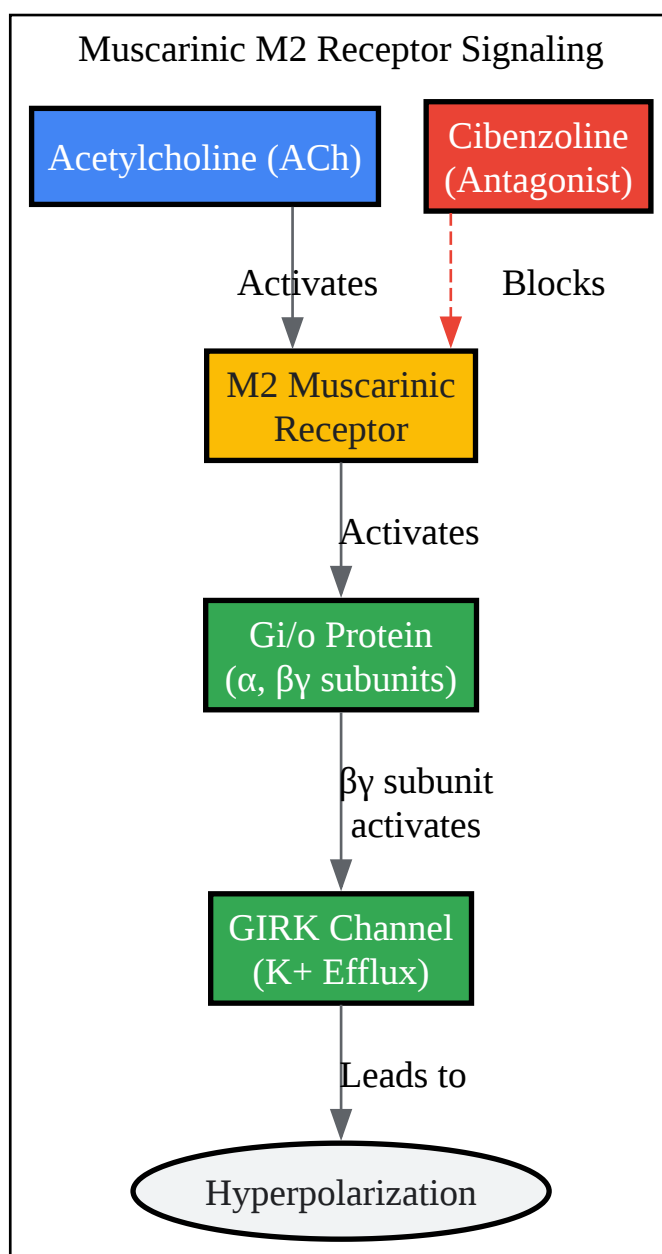 Muscarinic M2 Receptor Signaling
Acetylcholine (ACh)
Cibenzoline
(Antagonist)
Activates
Blocks
M2 Muscarinic
Receptor
Activates
Gi/o Protein
(α, βγ subunits)
βγ subunit
activates
GIRK Channel
(K+ Efflux)
Leads to
Hyperpolarization